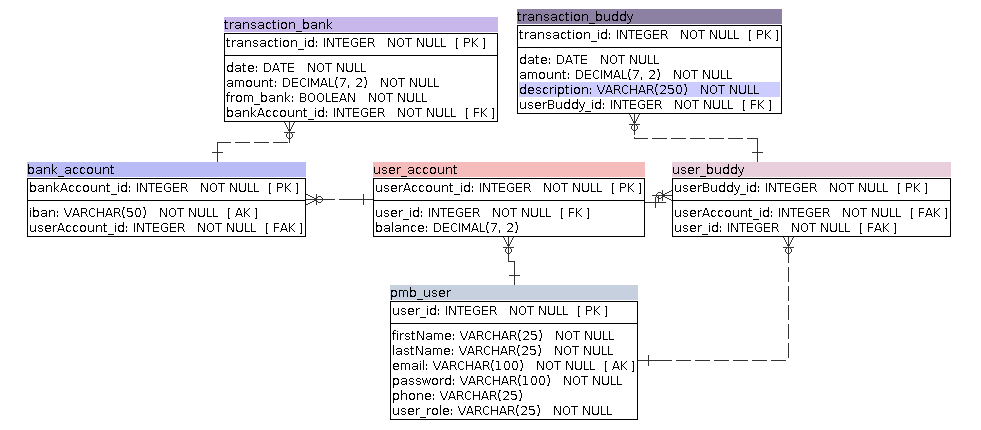 transaction_bank
transaction_id: INTEGER NOT NULL [ PK ]
date: DATE NOT NULL
amount: DECIMAL(7, 2) NOT NULL
from_bank: BOOLEAN NOT NULL
bankAccount_id: INTEGER NOT NULL [ FK ]
transaction_buddy
transaction_id: INTEGER NOT NULL [ PK ]
date: DATE NOT NULL
amount: DECIMAL(7, 2) NOT NULL
description: VARCHAR(250) NOT NULL
userBuddy_id: INTEGER NOT NULL [ FK ]
bank_account
bankAccount_id: INTEGER NOT NULL [ PK ]
iban: VARCHAR(50) NOT NULL [ AK ]
userAccount_id: INTEGER NOT NULL [ FAK ]
user_account
userAccount_id: INTEGER NOT NULL [ PK ]
user_id: INTEGER NOT NULL [ FK ]
balance: DECIMAL(7, 2)
user_buddy
userBuddy_id: INTEGER NOT NULL [ PK ]
userAccount_id: INTEGER NOT NULL [ FAK ]
user_id: INTEGER NOT NULL [ FAK ]
pmb_user
user_id: INTEGER NOT NULL [ PK ]
firstName: VARCHAR(25) NOT NULL
lastName: VARCHAR(25) NOT NULL
email: VARCHAR(100) NOT NULL [ AK ]
password: VARCHAR(100) NOT NULL
phone: VARCHAR(25)
user_role: VARCHAR(25) NOT NULL